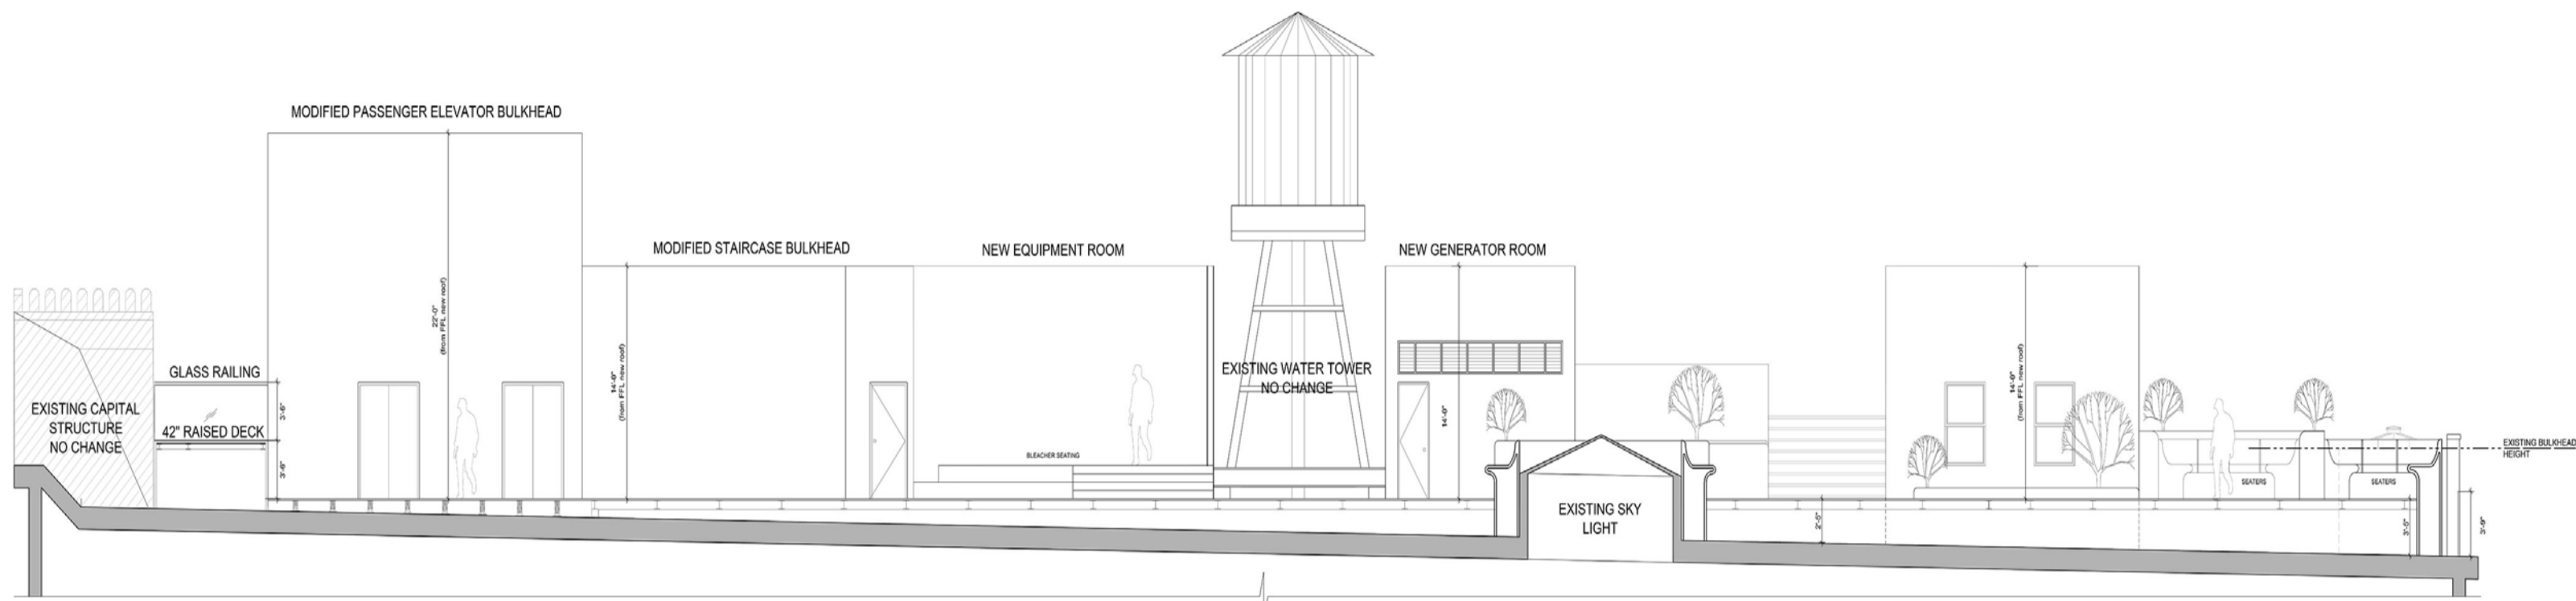 MODIFIED PASSENGER ELEVATOR BULKHEAD
MODIFIED STAIRCASE BULKHEAD
NEW EQUIPMENT ROOM
NEW GENERATOR ROOM
22'-0"
(from FFL new roof)
14'-0"
(from FFL new roof)
14'-0"
(from FFL new roof)
GLASS RAILING
EXISTING WATER TOWER
NO CHANGE
EXISTING CAPITAL
STRUCTURE
NO CHANGE
3'-6"
42" RAISED DECK
3'-6"
14'-0"
BLEACHER SEATING
EXISTING BULKHEAD
HEIGHT
SEATERS
SEATERS
EXISTING SKY
LIGHT
2'-5"
3'-5"
3'-9"